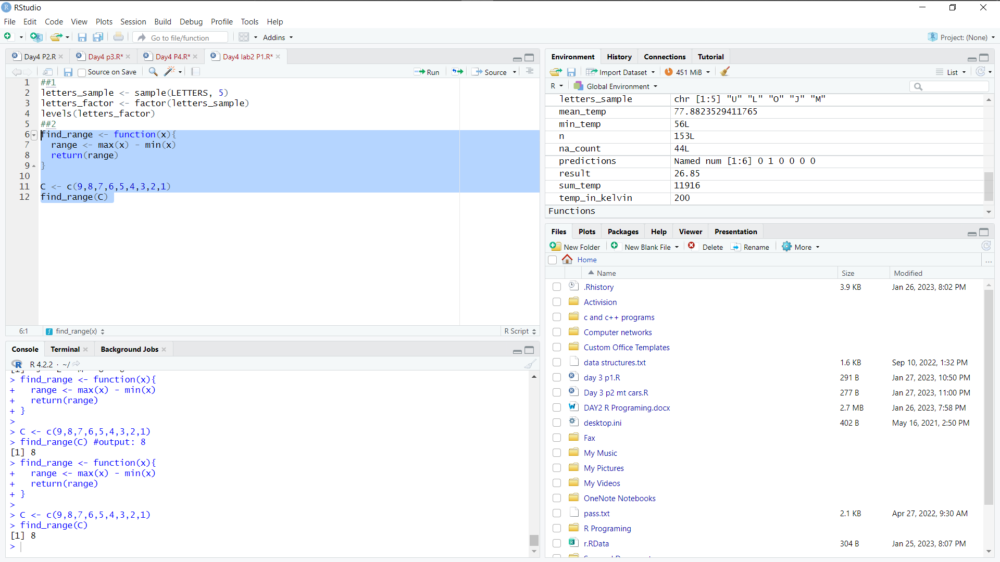 RStudio
File Edit Code View Plots Session Build Debug Profile Tools Help
Go to file/function Addins Project: (None)
Day4 P2.R Day4 p3.R* Day4 P4.R* Day4 lab2 P1.R*
Source on Save Run Source
1 ##1
2 letters_sample <- sample(LETTERS, 5)
3 letters_factor <- factor(letters_sample)
4 levels(letters_factor)
5 ##2
6 find_range <- function(x){
7 range <- max(x) - min(x)
8 return(range)
9 }
10
11 C <- c(9,8,7,6,5,4,3,2,1)
12 find_range(C)
6:1 find_range(x) R Script
Console Terminal Background Jobs
R 4.2.2 · ~/
> find_range <- function(x){
+ range <- max(x) - min(x)
+ return(range)
+ }
>
> C <- c(9,8,7,6,5,4,3,2,1)
> find_range(C) #output: 8
[1] 8
> find_range <- function(x){
+ range <- max(x) - min(x)
+ return(range)
+ }
>
> C <- c(9,8,7,6,5,4,3,2,1)
> find_range(C)
[1] 8
>
Environment History Connections Tutorial
Import Dataset 451 MiB List
R Global Environment
letters_sample chr [1:5] "U" "L" "O" "J" "M"
mean_temp 77.8823529411765
min_temp 56L
n 153L
na_count 44L
predictions Named num [1:6] 0 1 0 0 0 0
result 26.85
sum_temp 11916
temp_in_kelvin 200
Functions
Files Plots Packages Help Viewer Presentation
New Folder New Blank File Delete Rename More
Home ...
Name Size Modified
.Rhistory 3.9 KB Jan 26, 2023, 8:02 PM
Activision
c and c++ programs
Computer networks
Custom Office Templates
data structures.txt 1.6 KB Sep 10, 2022, 1:32 PM
day 3 p1.R 291 B Jan 27, 2023, 10:50 PM
Day 3 p2 mt cars.R 277 B Jan 27, 2023, 11:00 PM
DAY2 R Programing.docx 2.7 MB Jan 26, 2023, 7:58 PM
desktop.ini 402 B May 16, 2021, 2:50 PM
Fax
My Music
My Pictures
My Videos
OneNote Notebooks
pass.txt 2.1 KB Apr 27, 2022, 9:30 AM
R Programing
r.RData 304 B Jan 25, 2023, 8:07 PM